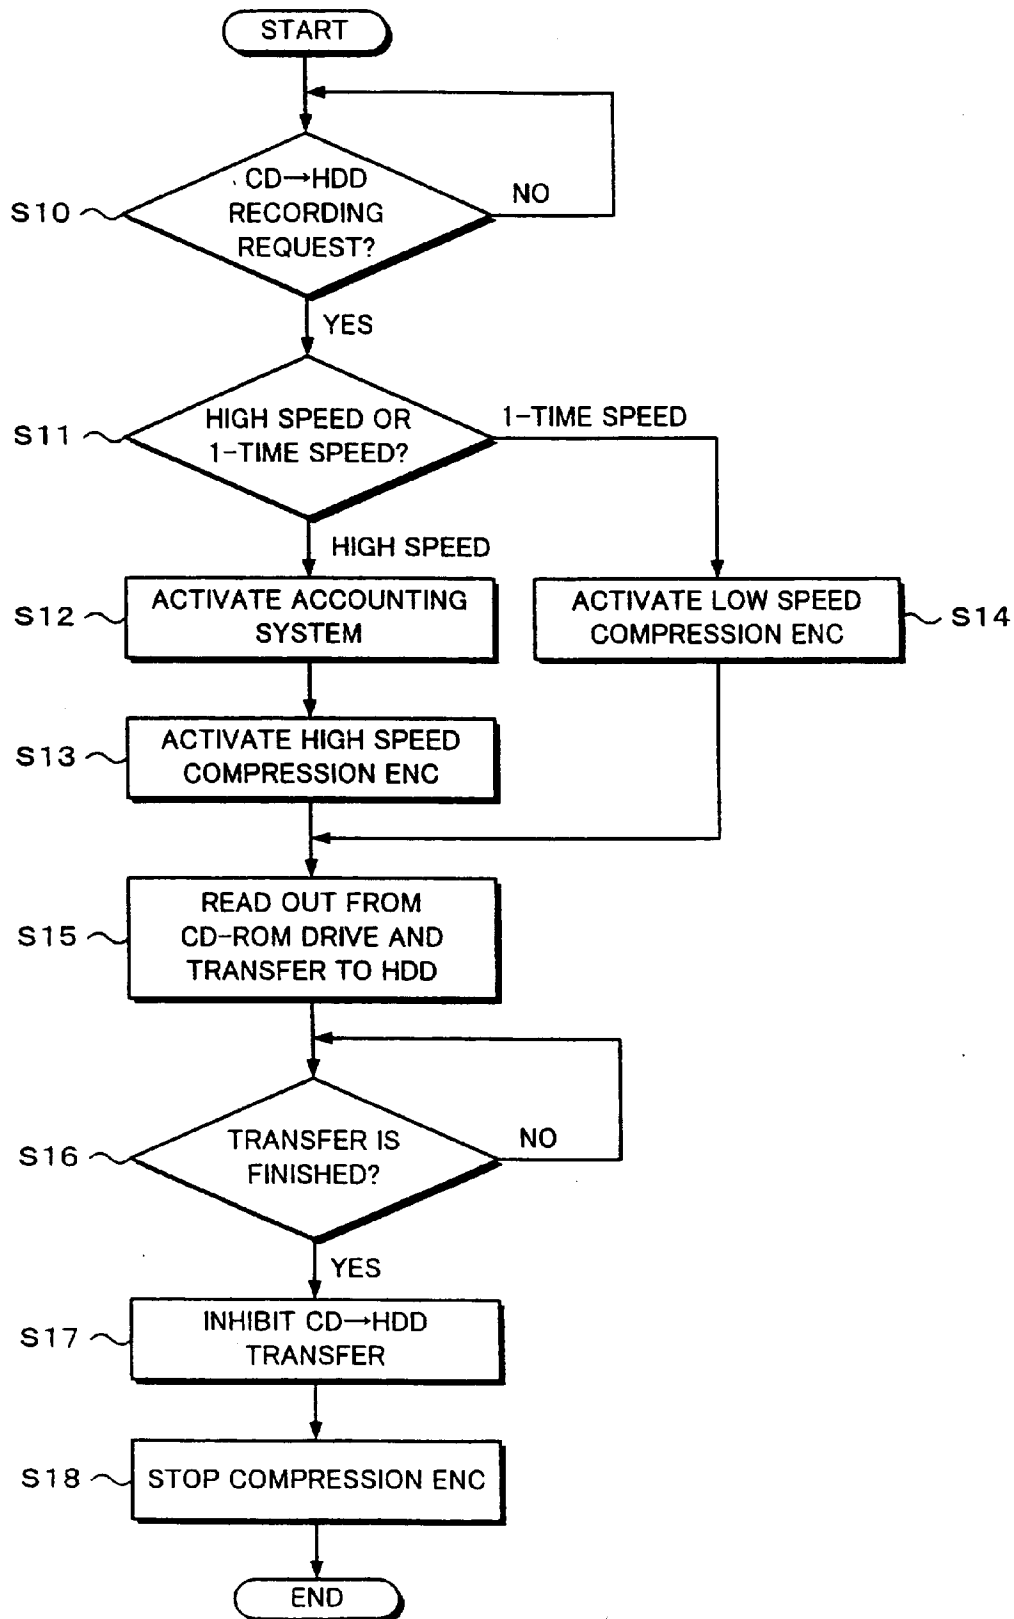 START
CD→HDD
RECORDING
REQUEST?
S10
NO
YES
HIGH SPEED OR
1-TIME SPEED?
S11
1-TIME SPEED
HIGH SPEED
S12
ACTIVATE ACCOUNTING
SYSTEM
ACTIVATE LOW SPEED
COMPRESSION ENC
S14
S13
ACTIVATE HIGH SPEED
COMPRESSION ENC
S15
READ OUT FROM
CD-ROM DRIVE AND
TRANSFER TO HDD
S16
TRANSFER IS
FINISHED?
NO
YES
S17
INHIBIT CD→HDD
TRANSFER
S18
STOP COMPRESSION ENC
END